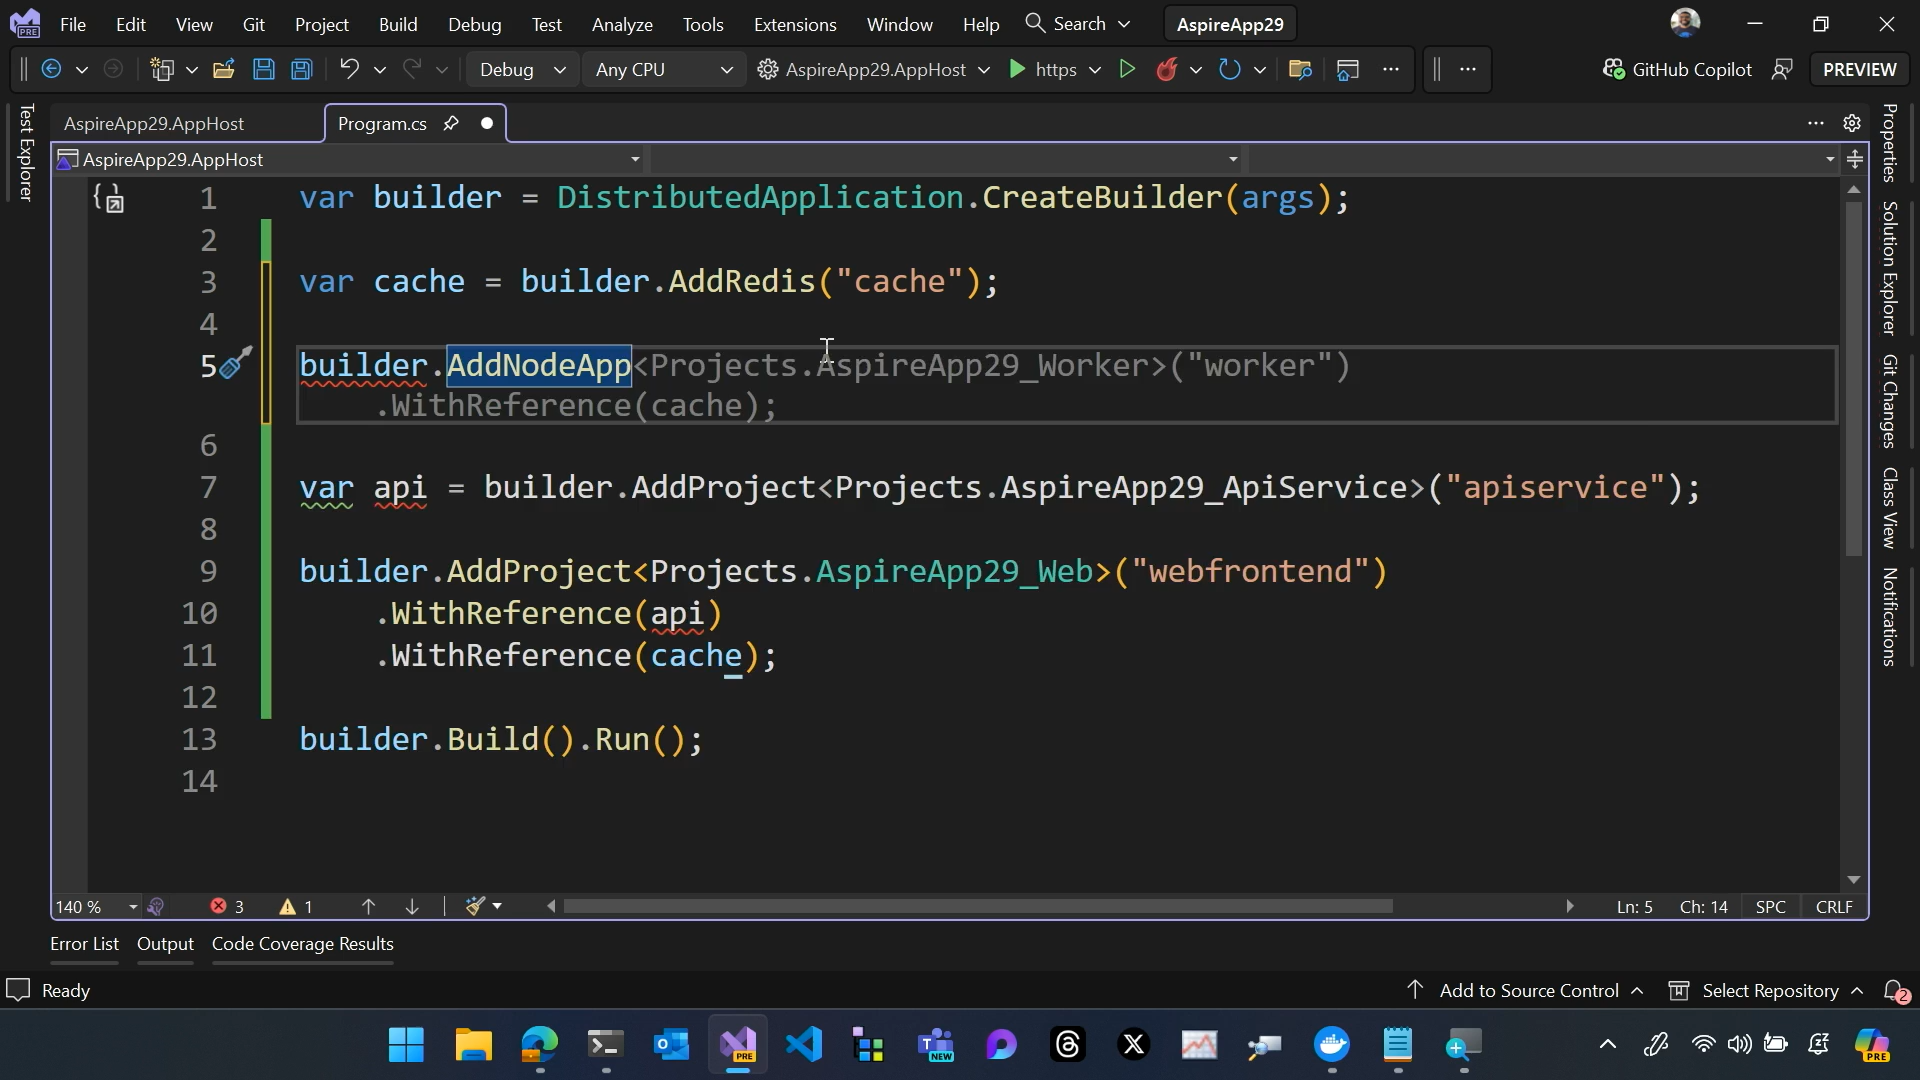 File Edit View Git Project Build Debug Test Analyze Tools Extensions Window Help Search AspireApp29
Debug Any CPU AspireApp29.AppHost https GitHub Copilot PREVIEW
Test Explorer
AspireApp29.AppHost Program.cs
AspireApp29.AppHost
1 var builder = DistributedApplication.CreateBuilder(args);
2
3 var cache = builder.AddRedis("cache");
4
5 builder.AddNodeApp<Projects.AspireApp29_Worker>("worker")
.WithReference(cache);
6
7 var api = builder.AddProject<Projects.AspireApp29_ApiService>("apiservice");
8
9 builder.AddProject<Projects.AspireApp29_Web>("webfrontend")
10 .WithReference(api)
11 .WithReference(cache);
12
13 builder.Build().Run();
14
Properties
Solution Explorer
Git Changes
Class View
Notifications
140 % 3 1 Ln: 5 Ch: 14 SPC CRLF
Error List Output Code Coverage Results
Ready Add to Source Control Select Repository 2
PRE
PRE
NEW
PRE